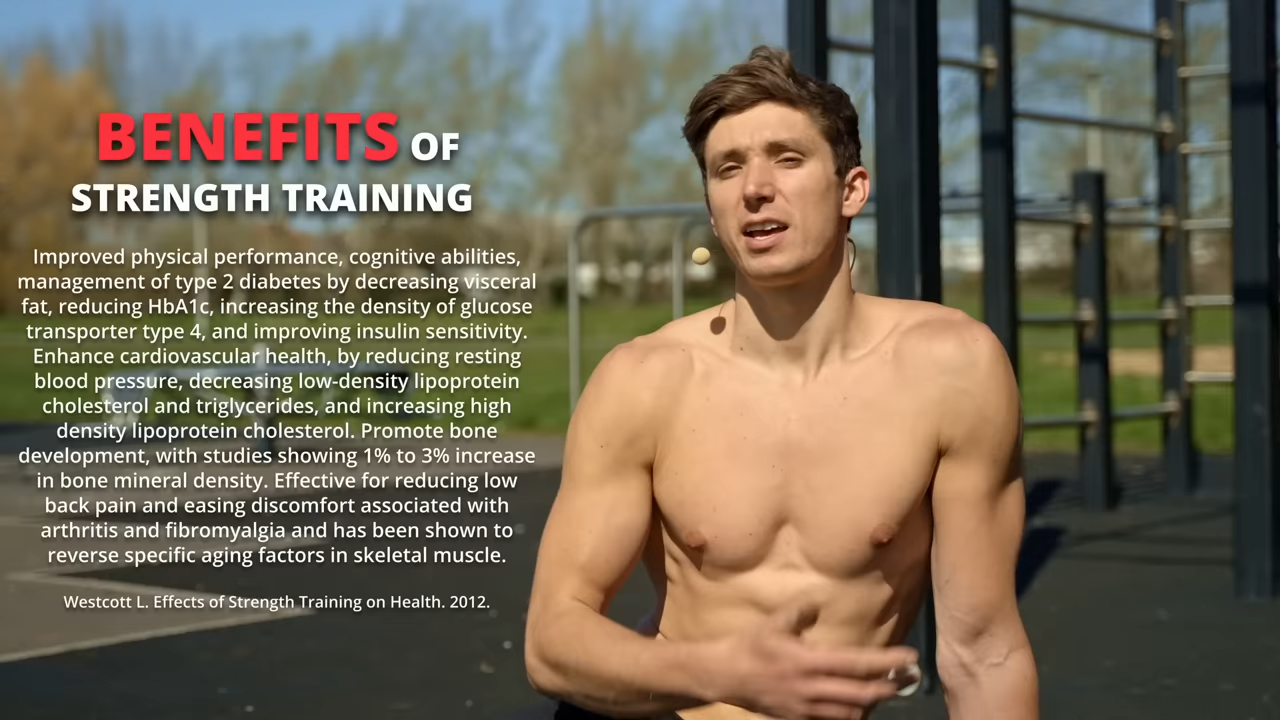 BENEFITS OF
STRENGTH TRAINING
Improved physical performance, cognitive abilities,
management of type 2 diabetes by decreasing visceral
fat, reducing HbA1c, increasing the density of glucose
transporter type 4, and improving insulin sensitivity.
Enhance cardiovascular health, by reducing resting
blood pressure, decreasing low-density lipoprotein
cholesterol and triglycerides, and increasing high
density lipoprotein cholesterol. Promote bone
development, with studies showing 1% to 3% increase
in bone mineral density. Effective for reducing low
back pain and easing discomfort associated with
arthritis and fibromyalgia and has been shown to
reverse specific aging factors in skeletal muscle.
Westcott L. Effects of Strength Training on Health. 2012.